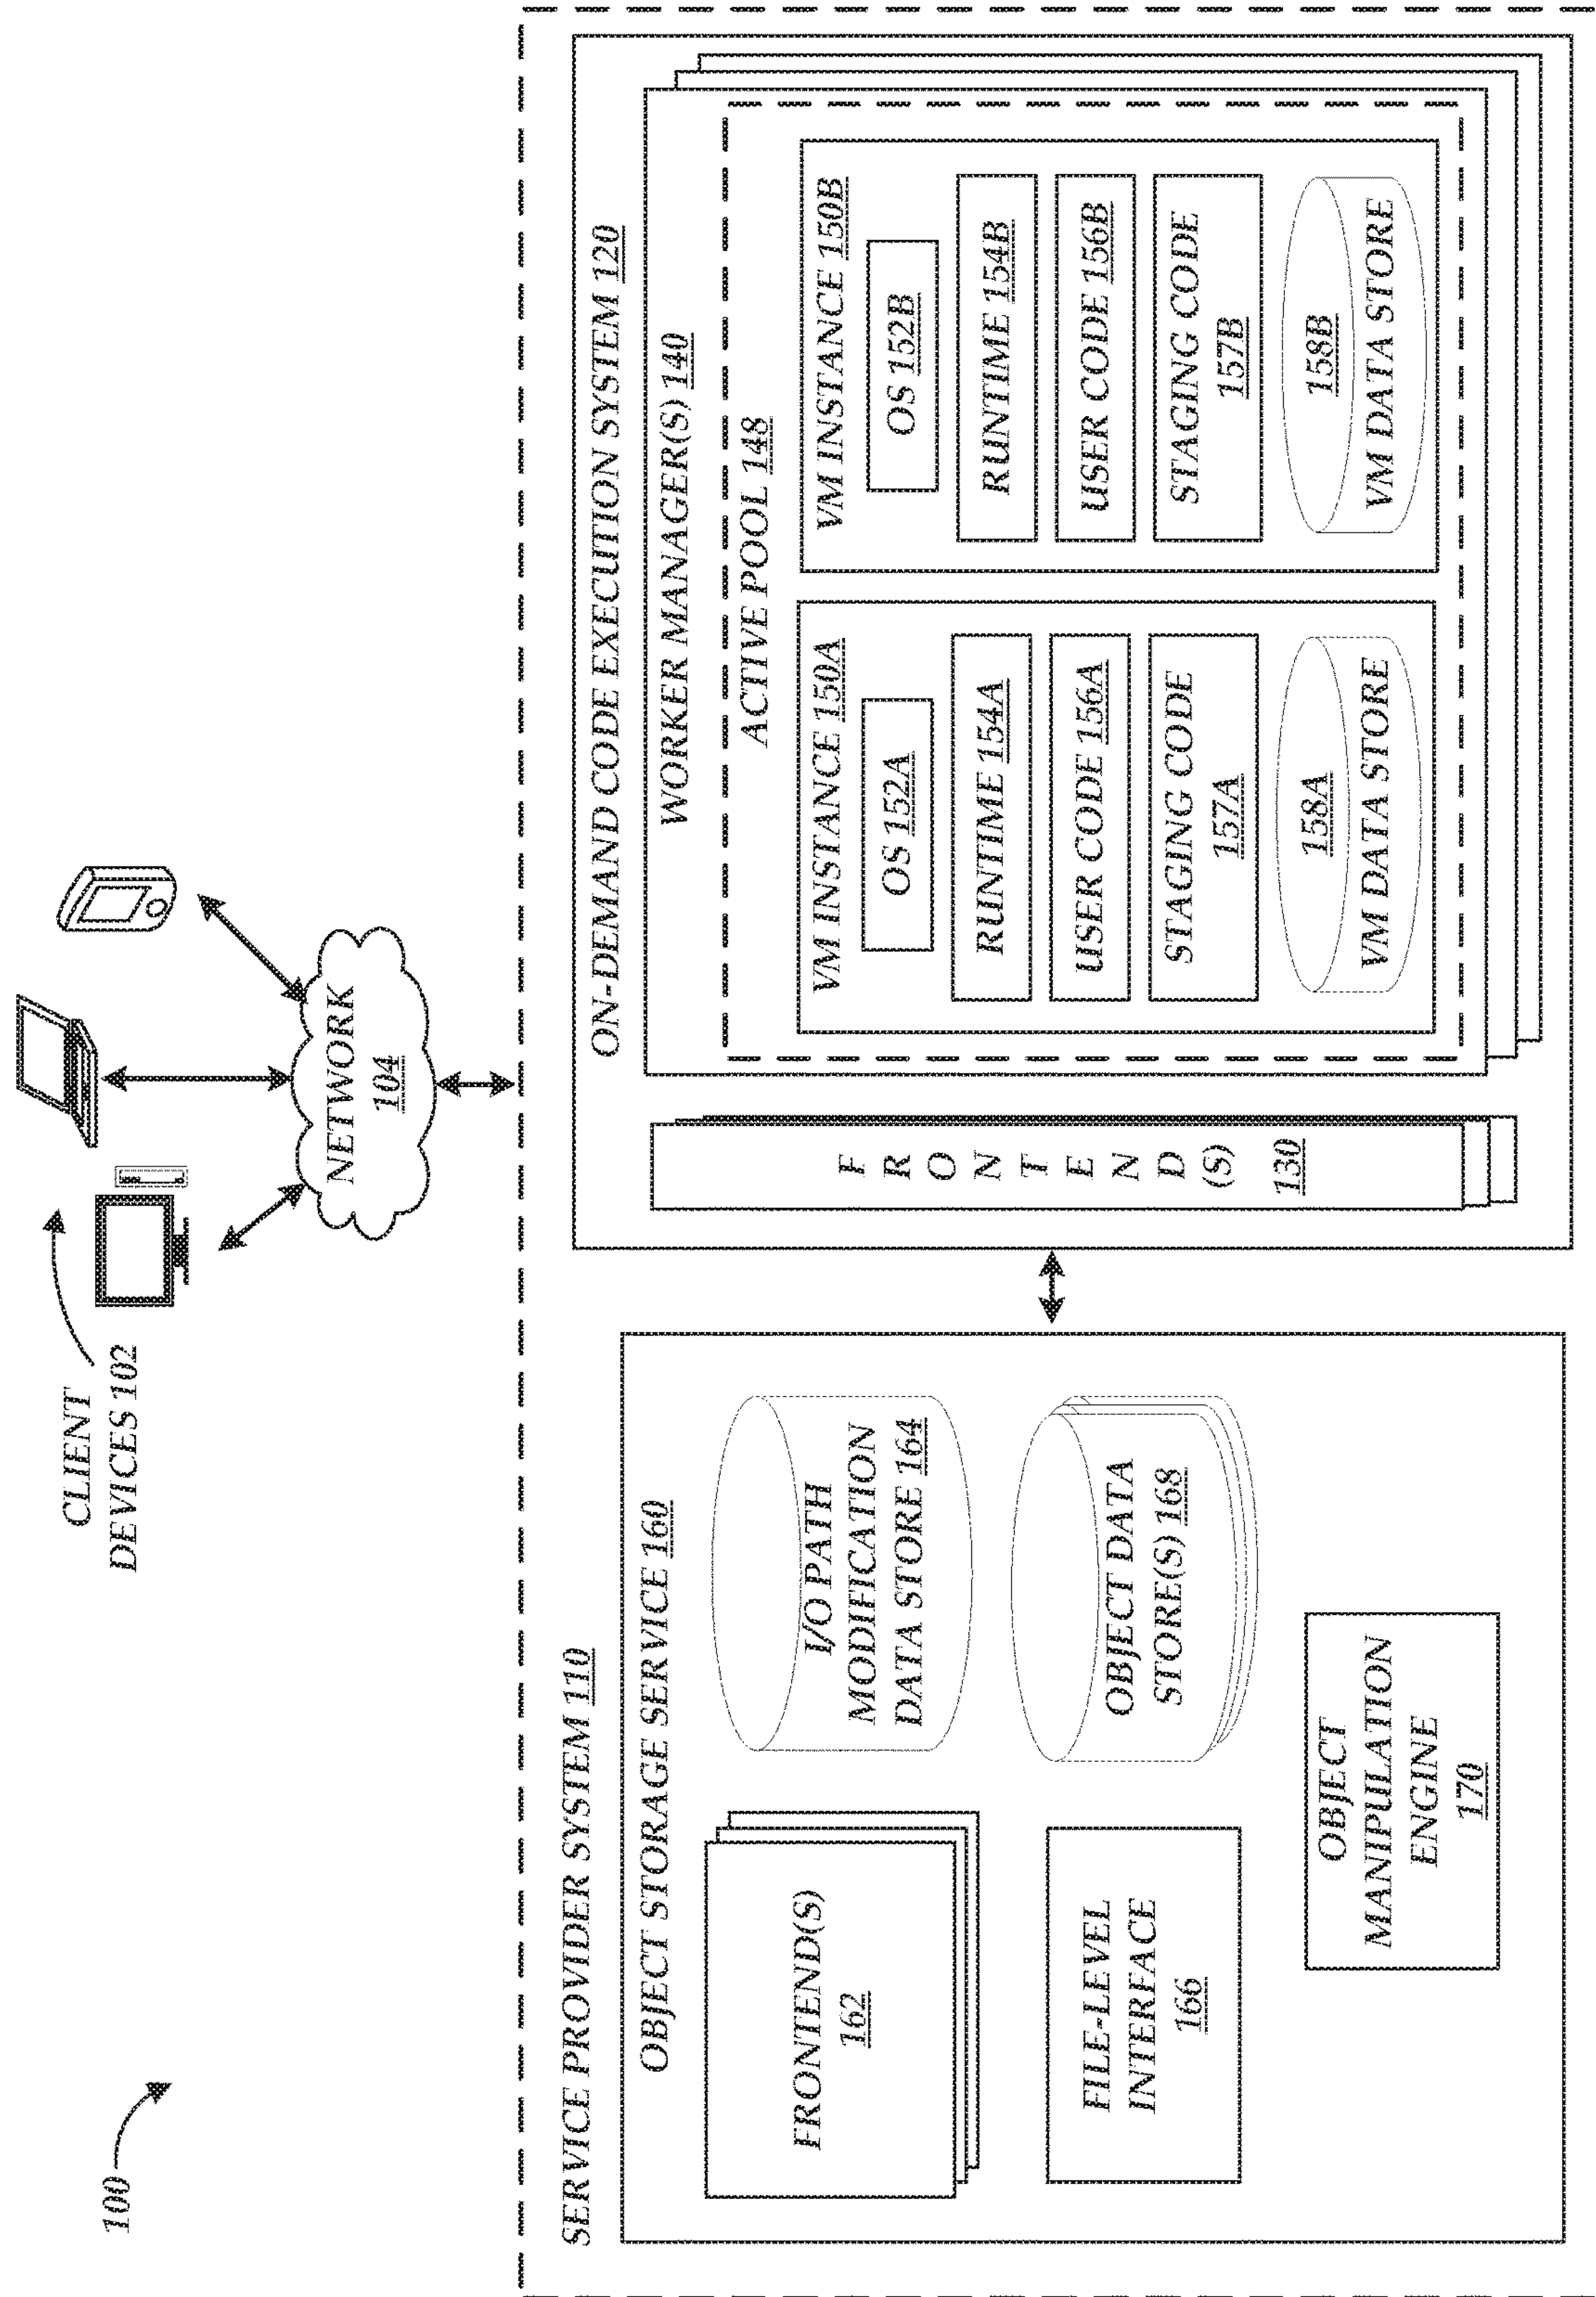 100
CLIENT
DEVICES 102
NETWORK
104
SERVICE PROVIDER SYSTEM 110
OBJECT STORAGE SERVICE 160
FRONTEND(S)
162
I/O PATH
MODIFICATION
DATA STORE 164
FILE-LEVEL
INTERFACE
166
OBJECT DATA
STORE(S) 168
OBJECT
MANIPULATION
ENGINE
170
ON-DEMAND CODE EXECUTION SYSTEM 120
F
R
O
N
T
E
N
D
(S)
130
WORKER MANAGER(S) 140
ACTIVE POOL 148
VM INSTANCE 150A
OS 152A
RUNTIME 154A
USER CODE 156A
STAGING CODE
157A
158A
VM DATA STORE
VM INSTANCE 150B
OS 152B
RUNTIME 154B
USER CODE 156B
STAGING CODE
157B
158B
VM DATA STORE